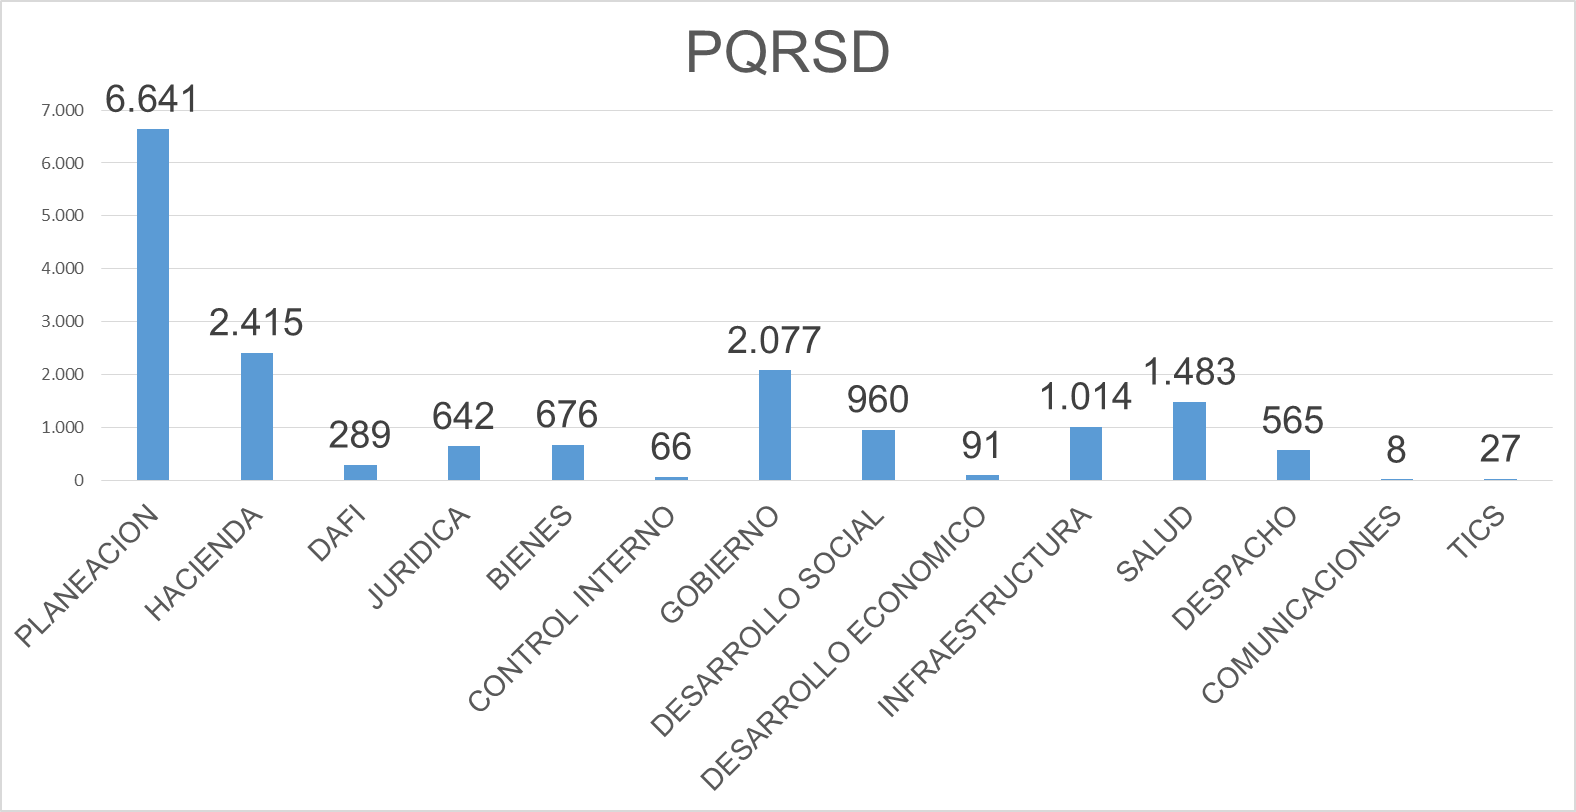 PQRSD
7.000
6.000
5.000
4.000
3.000
2.000
1.000
0
6.641
2.415
289
642
676
66
2.077
960
91
1.014
1.483
565
8
27
PLANEACION
HACIENDA
DAFI
JURIDICA
BIENES
CONTROL INTERNO
GOBIERNO
DESARROLLO SOCIAL
DESARROLLO ECONOMICO
INFRAESTRUCTURA
SALUD
DESPACHO
COMUNICACIONES
TICS